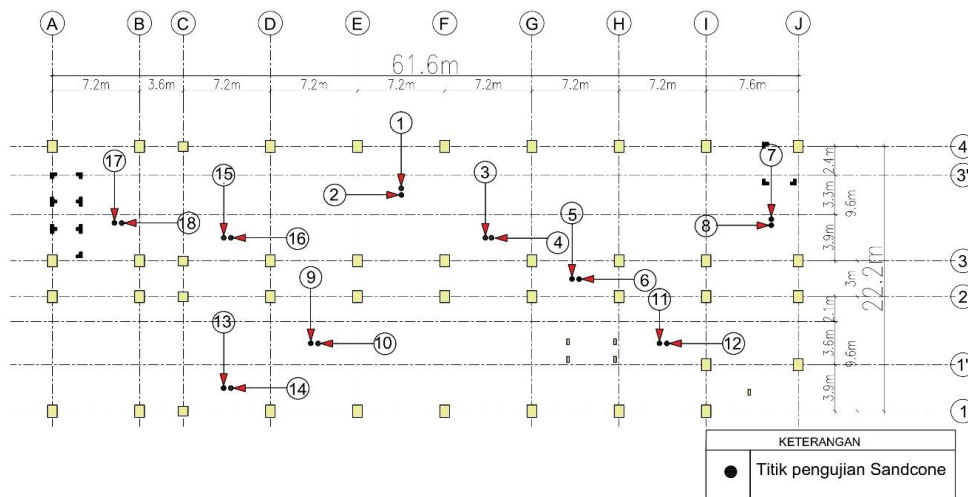 A B C D E F G H I J
61.6m
7.2m 3.6m 7.2m 7.2m 7.2m 7.2m 7.2m 7.2m 7.6m
1
4
17 15 3 7
2.4m
3'
2
3.3m 9.6m
5
18 16 4 8
3.9m
3
9 6 11
3m 22.2m
2
13
2.1m
10 12
3.6m 9.6m
1'
14
3.9m
1
KETERANGAN
Titik pengujian Sandcone